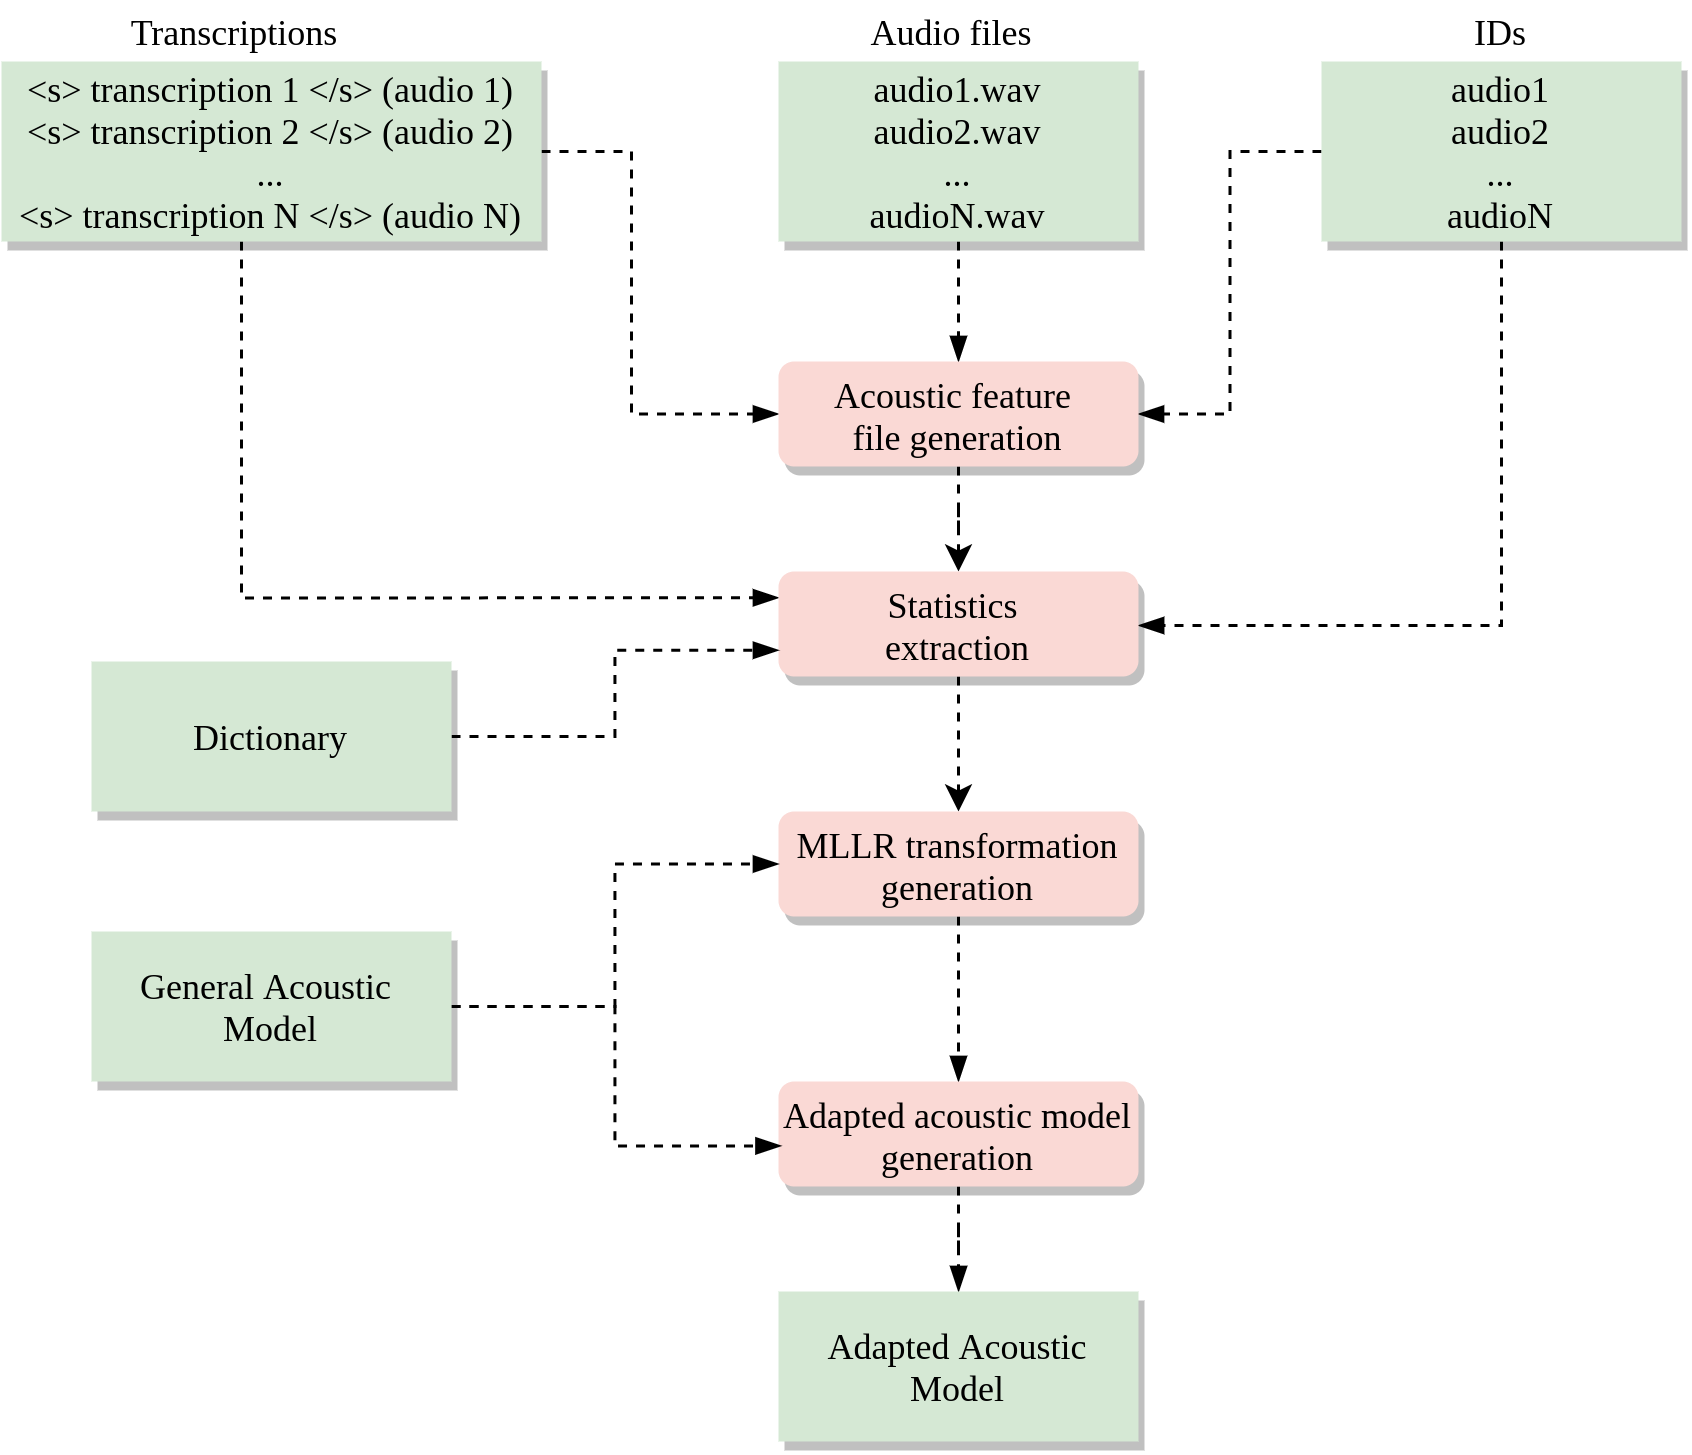 Transcriptions
<s> transcription 1 </s> (audio 1)
<s> transcription 2 </s> (audio 2)
...
<s> transcription N </s> (audio N)
Audio files
audio1.wav
audio2.wav
...
audioN.wav
IDs
audio1
audio2
...
audioN
Acoustic feature
file generation
Statistics
extraction
Dictionary
MLLR transformation
generation
General Acoustic
Model
Adapted acoustic model
generation
Adapted Acoustic
Model